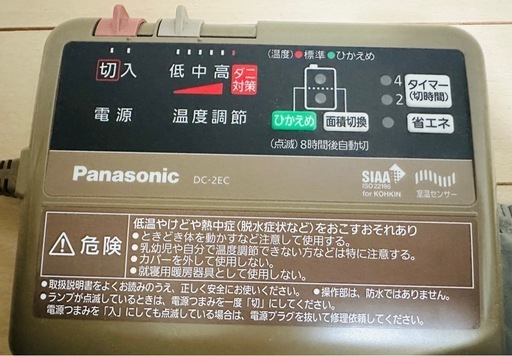 (温度) ●標準 ●ひかえめ
切 入 低 中 高 ダニ対策
4 タイマー (切時間)
2
電源 温度調節 ひかえめ 面積切換 省エネ
(点滅) 8時間後自動切
Panasonic DC-2EC SIAA ISO22196 for KOHKIN 室温センサー
危険
低温やけどや熱中症(脱水症状など)をおこすおそれあり
●ときどき体を動かすなど注意して使用する。
●乳幼児や自分で温度調節できない方などは特に注意する。
●カバーを外して使用しない。
●就寝用暖房器具として使用しない。
●取扱説明書をよくお読みのうえ、正しく安全にお使いください。 ●操作部は、防水ではありません。
●ランプが点滅しているときは、電源つまみを一度「切」にしてください。
電源つまみを「入」にしても点滅している場合は、電源プラグを抜いて修理依頼してください。